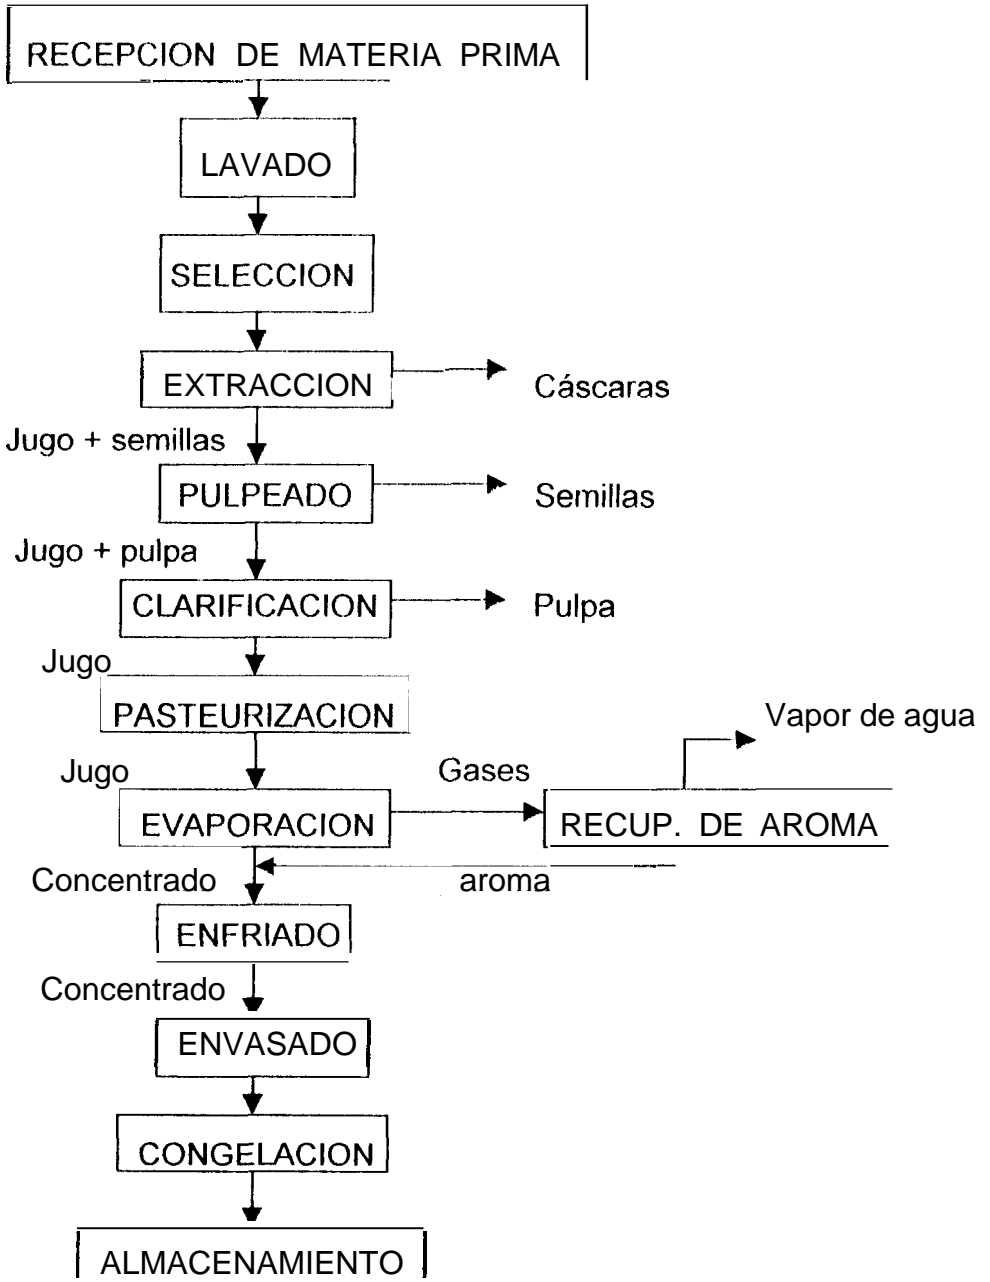 RECEPCION DE MATERIA PRIMA
LAVADO
SELECCION
EXTRACCION
Cáscaras
Jugo + semillas
PULPEADO
Semillas
Jugo + pulpa
CLARIFICACION
Pulpa
Jugo
PASTEURIZACION
Vapor de agua
Jugo
Gases
EVAPORACION
RECUP. DE AROMA
Concentrado
aroma
ENFRIADO
Concentrado
ENVASADO
CONGELACION
ALMACENAMIENTO